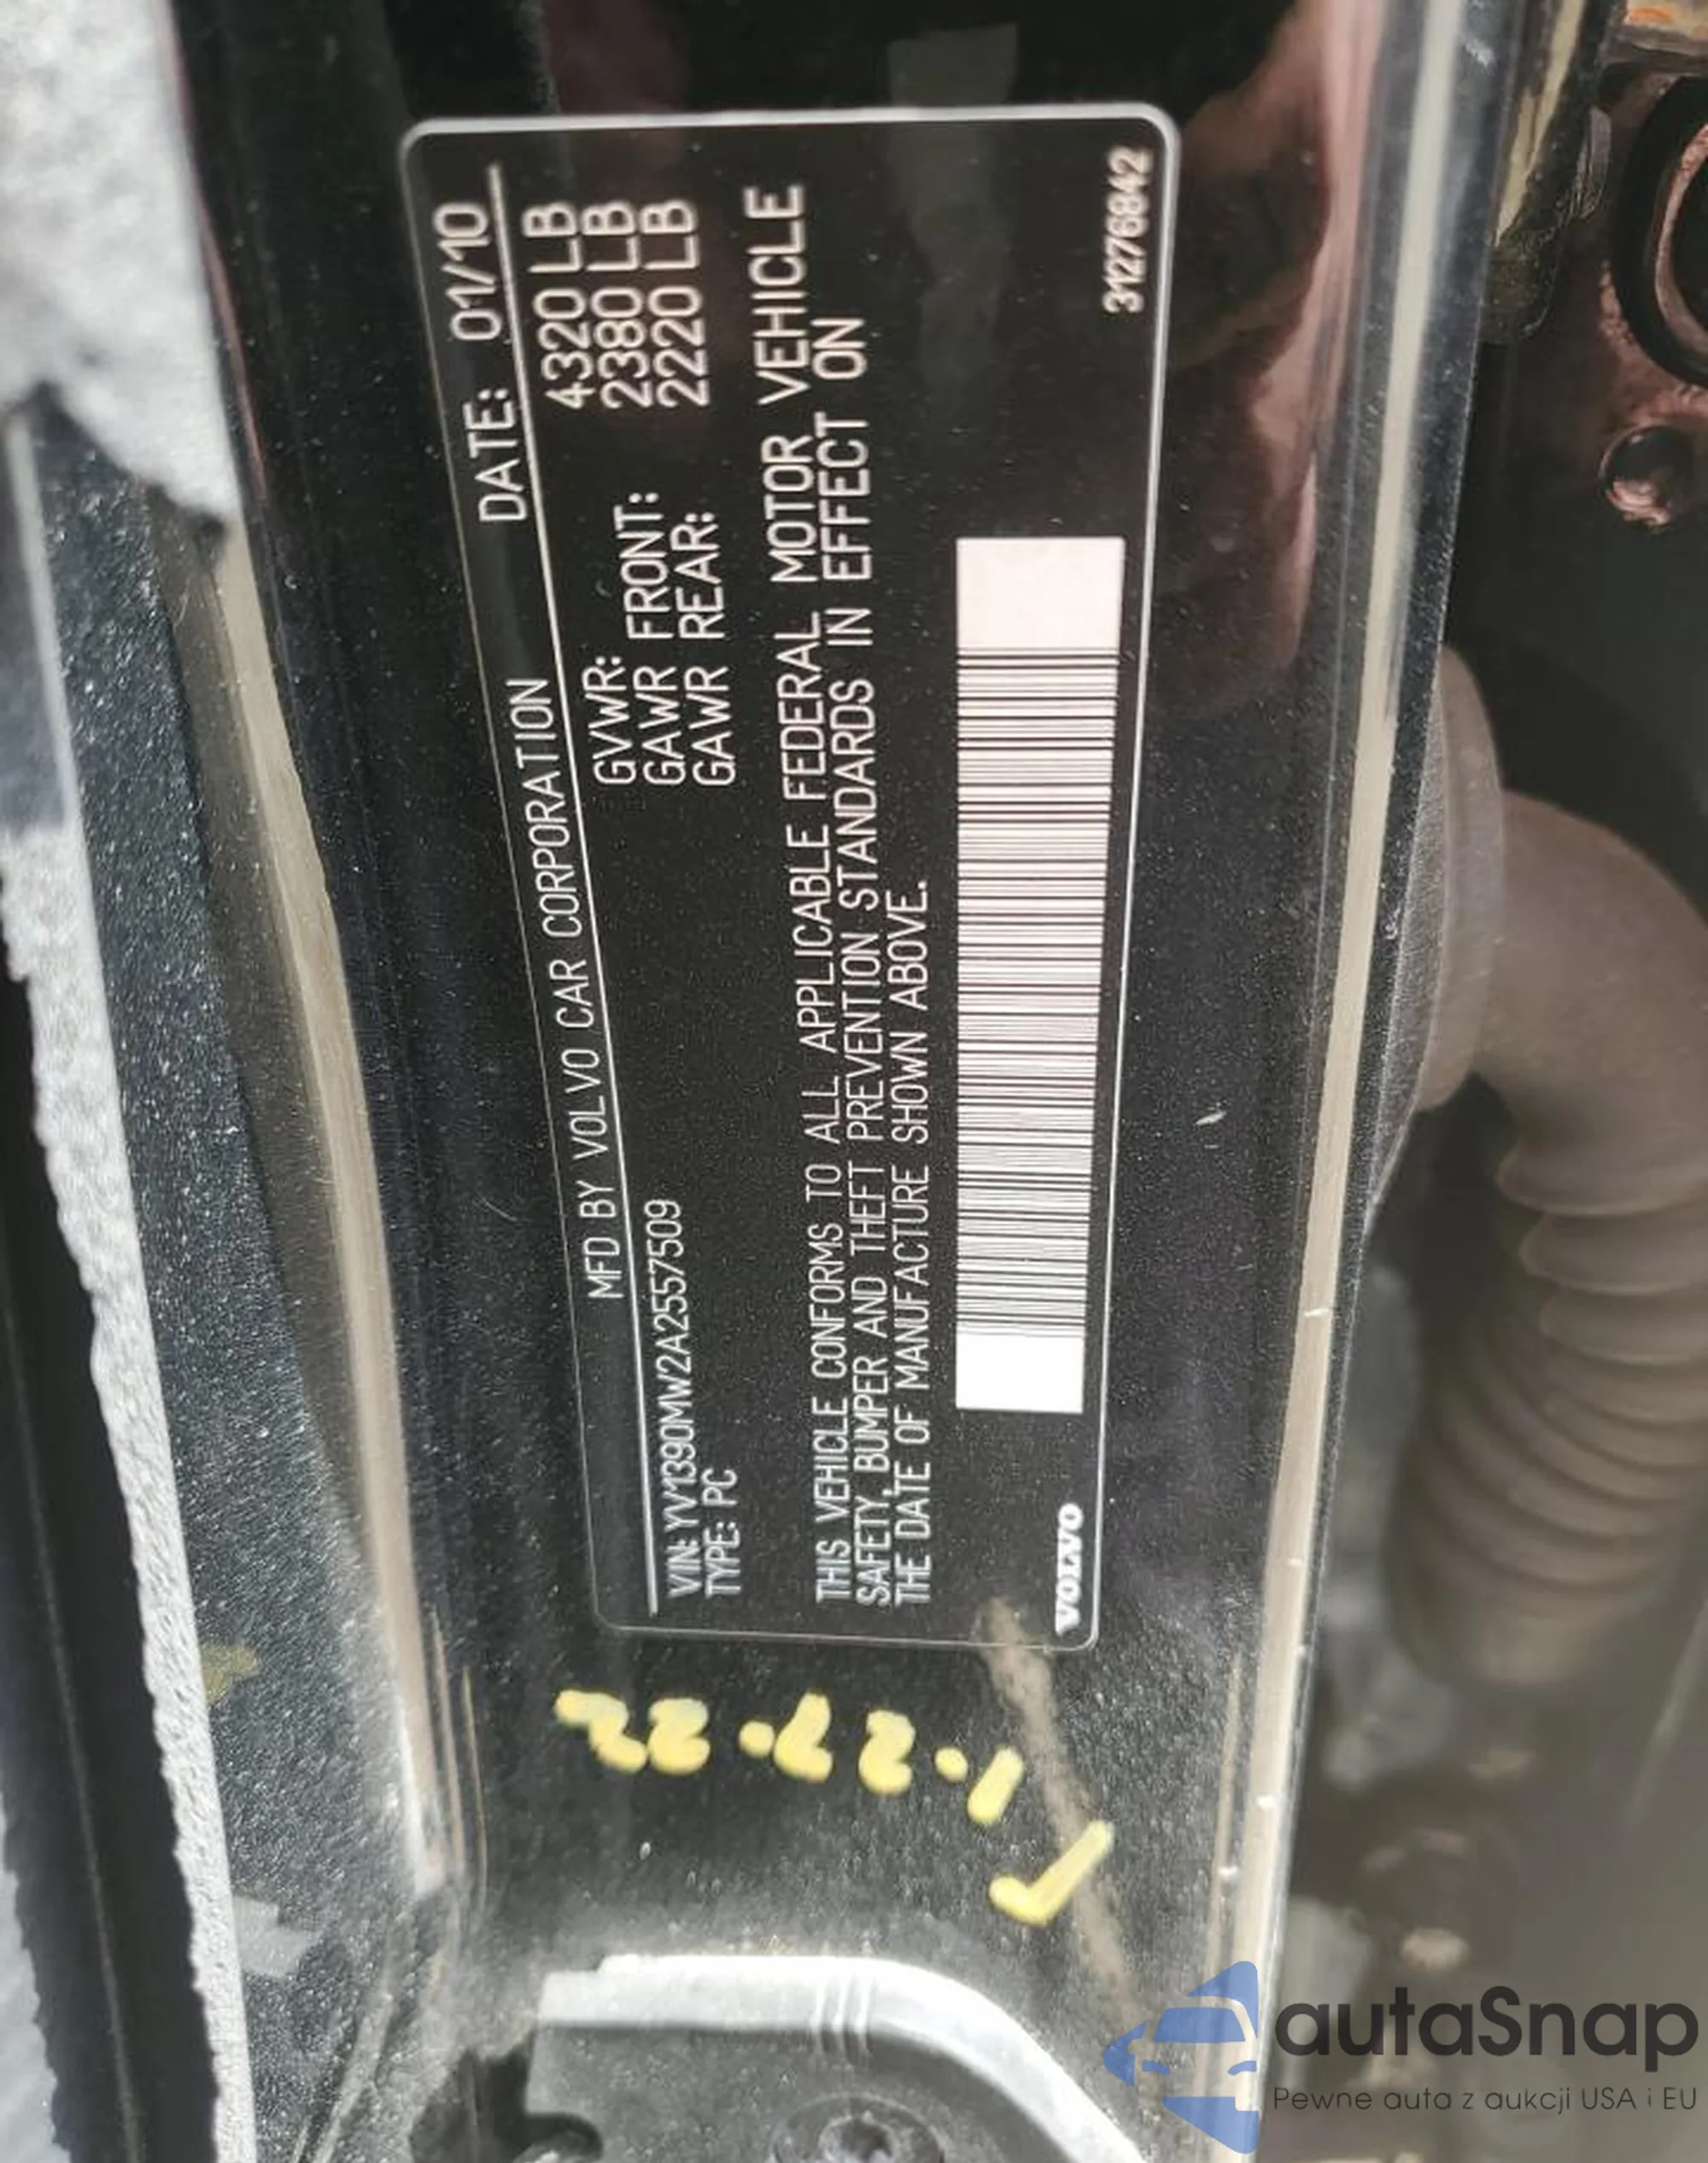 MFD BY VOLVO CAR CORPORATION DATE: 01/10
VIN: YV1390MW2A2557509 GVWR: 4320 LB
TYPE: PC GAWR FRONT: 2380 LB
GAWR REAR: 2220 LB
THIS VEHICLE CONFORMS TO ALL APPLICABLE FEDERAL MOTOR VEHICLE
SAFETY, BUMPER AND THEFT PREVENTION STANDARDS IN EFFECT ON
THE DATE OF MANUFACTURE SHOWN ABOVE.
VOLVO 31276842
1·27·22
L
autaSnap
Pewne auta z aukcji USA i EU